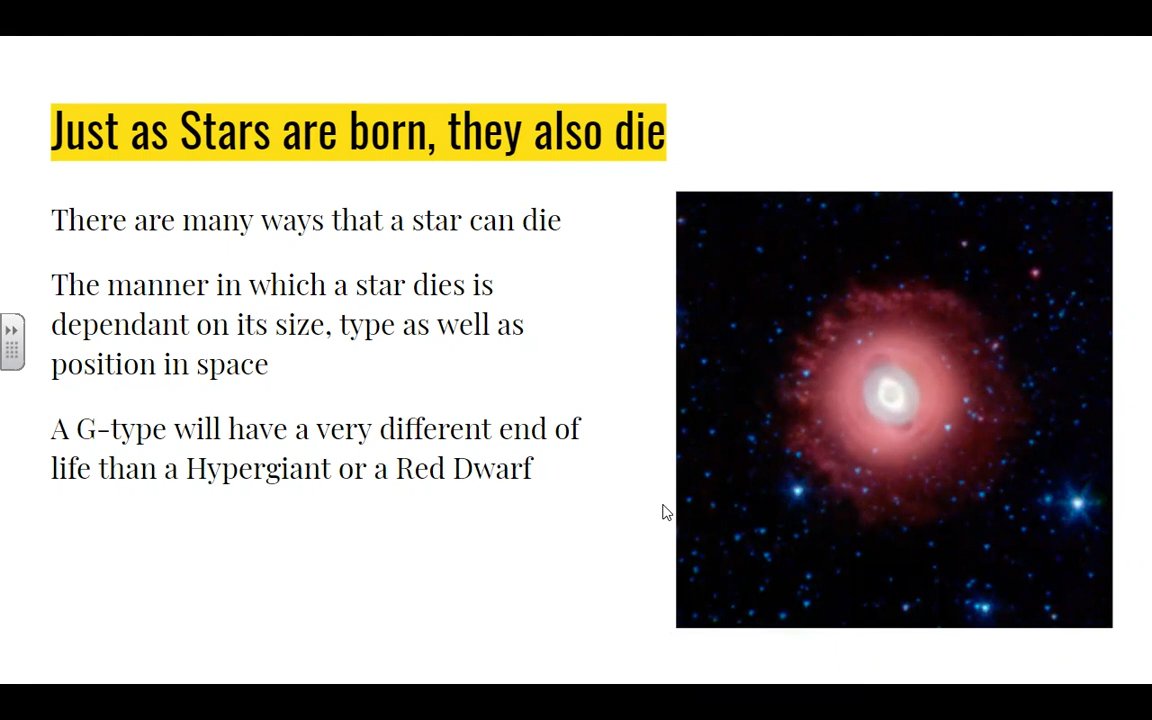 Just as Stars are born, they also die
There are many ways that a star can die
The manner in which a star dies is
dependant on its size, type as well as
position in space
A G-type will have a very different end of
life than a Hypergiant or a Red Dwarf